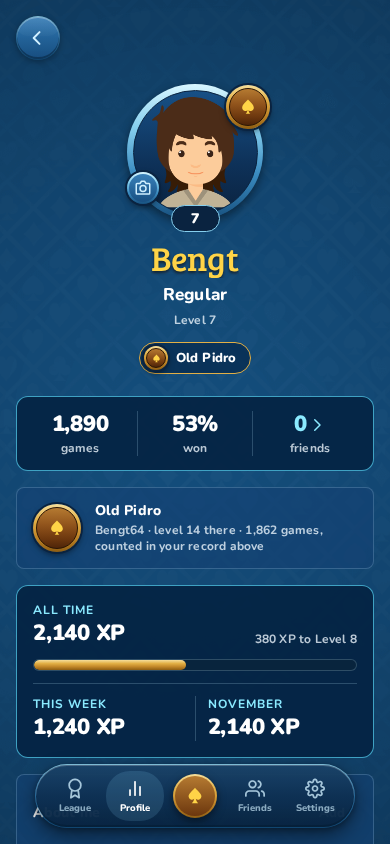 7
Bengt
Regular
Level 7
Old Pidro
1,890
53%
0
games
won
friends
Old Pidro
Bengt64 · level 14 there · 1,862 games,
counted in your record above
ALL TIME
2,140 XP
380 XP to Level 8
THIS WEEK
NOVEMBER
1,240 XP
2,140 XP
League
Profile
Friends
Settings